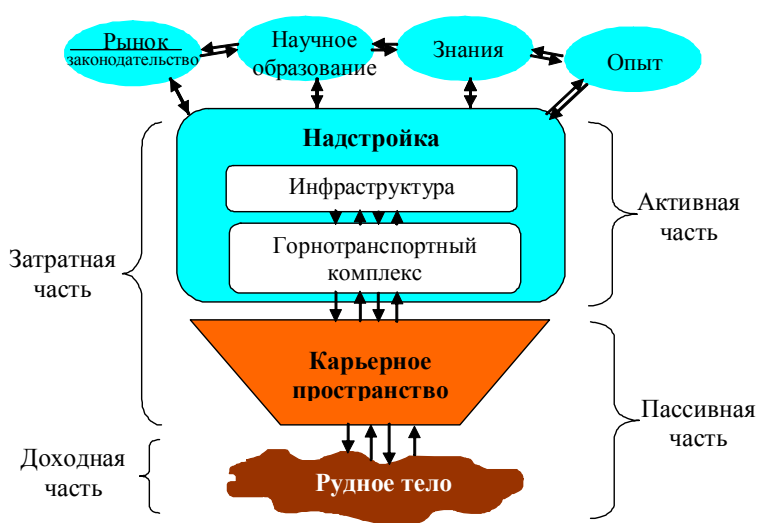 Рынок
законодательство
Научное
образование
Знания
Опыт
Надстройка
Инфраструктура
Горнотранспортный
комплекс
Активная
часть
Затратная
часть
Карьерное
пространство
Пассивная
часть
Доходная
часть
Рудное тело